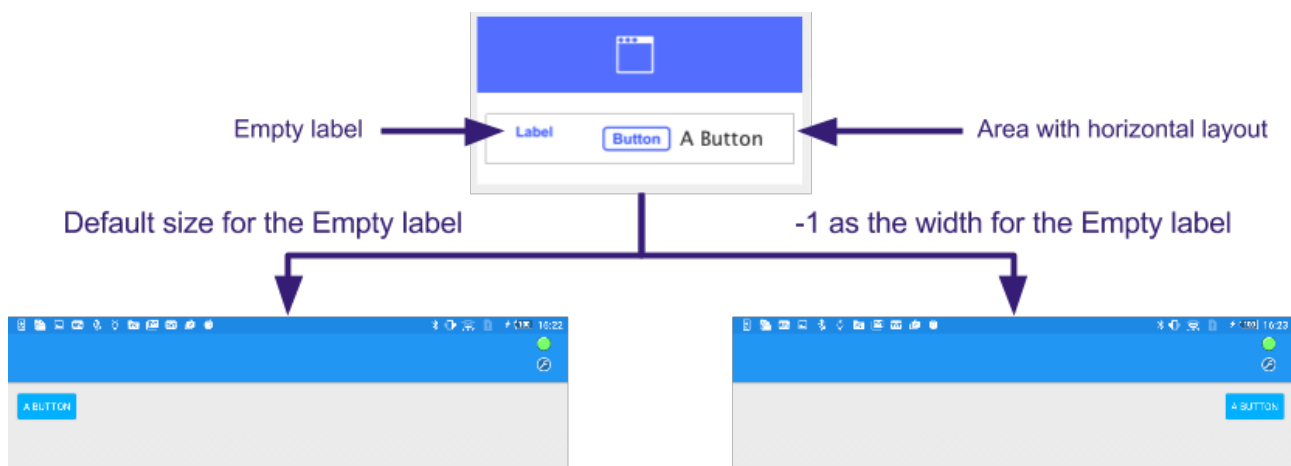 Empty label
Label
Button
A Button
Area with horizontal layout
Default size for the Empty label
-1 as the width for the Empty label
16:22
16:23
A BUTTON
A BUTTON